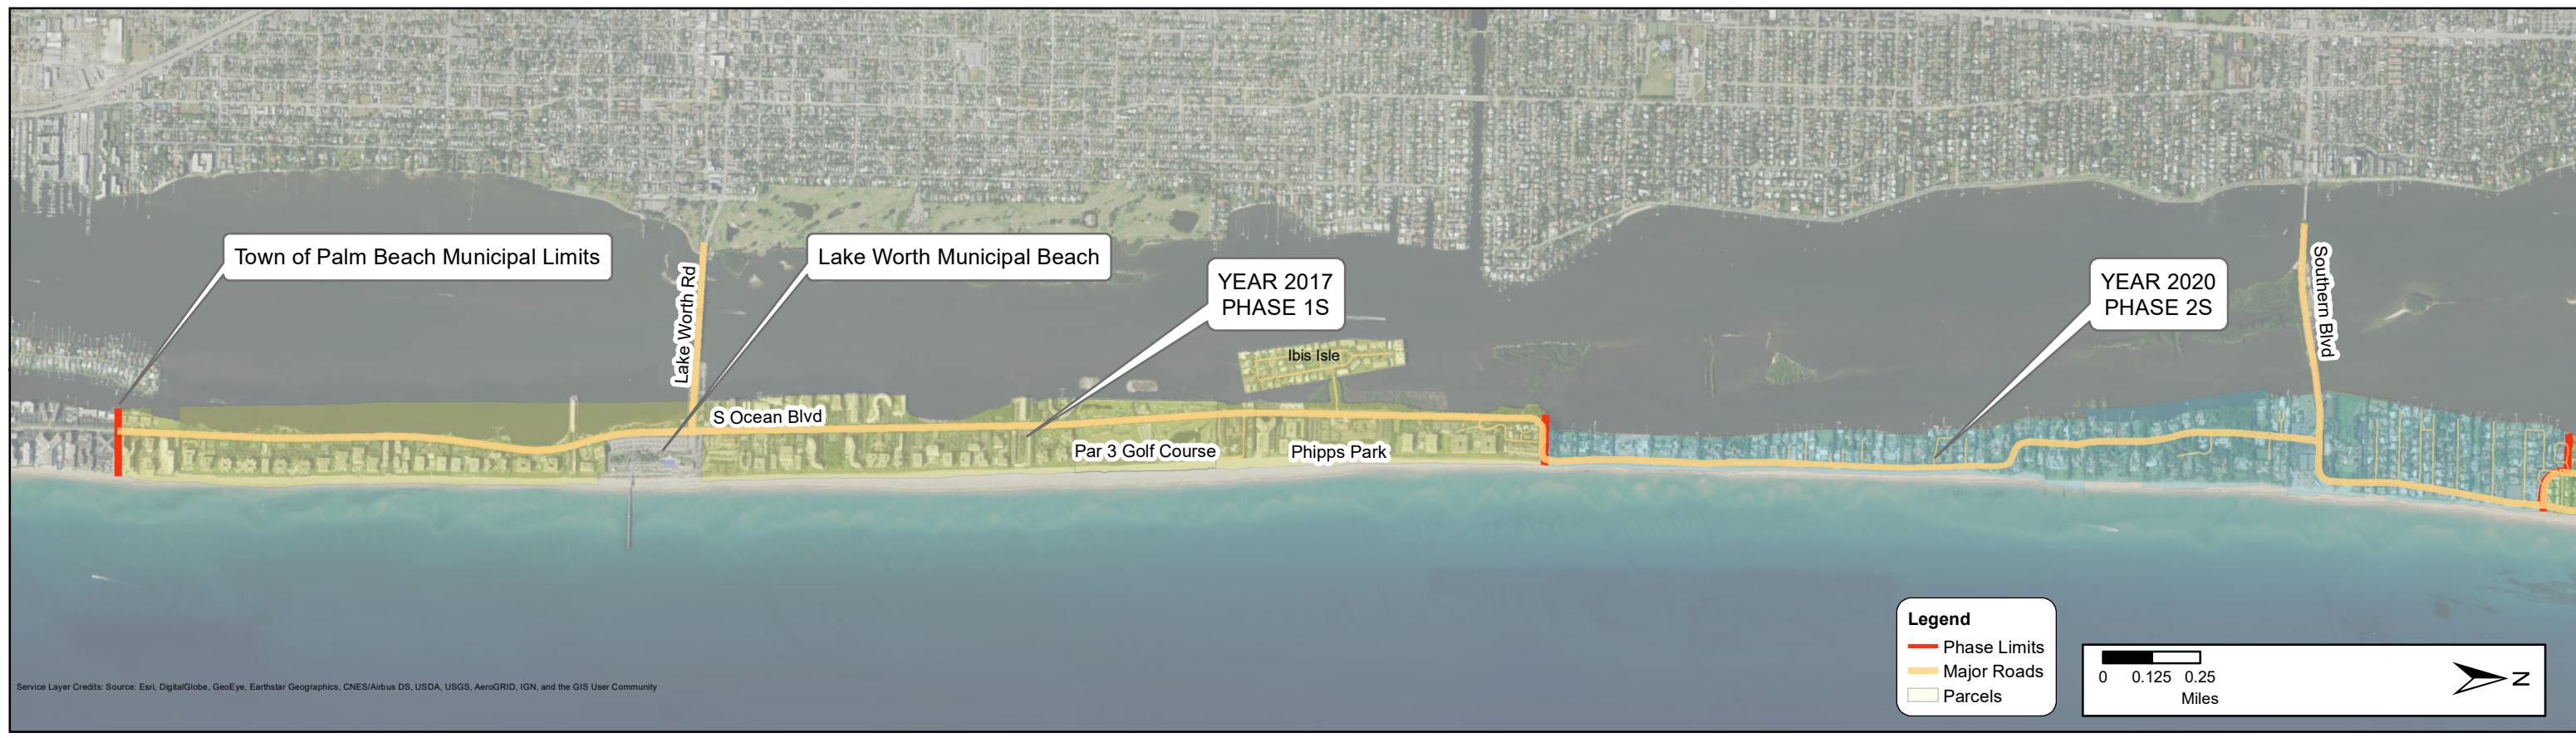 Town of Palm Beach Municipal Limits
Lake Worth Municipal Beach
YEAR 2017
PHASE 1S
YEAR 2020
PHASE 2S
Lake Worth Rd
Southern Blvd
Ibis Isle
S Ocean Blvd
Par 3 Golf Course
Phipps Park
Legend
Phase Limits
Major Roads
Parcels
0 0.125 0.25
Miles
N
Service Layer Credits: Source: Esri, DigitalGlobe, GeoEye, Earthstar Geographics, CNES/Airbus DS, USDA, USGS, AeroGRID, IGN, and the GIS User Community